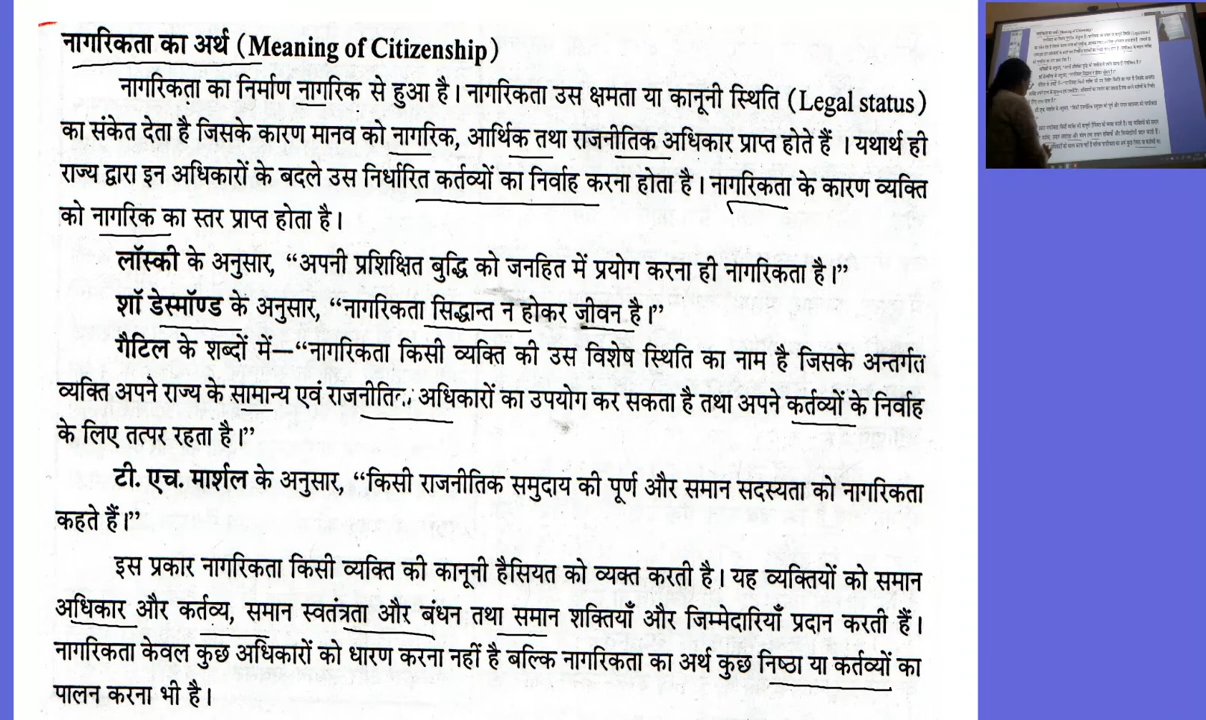 नागरिकता का अर्थ (Meaning of Citizenship)
नागरिकता का निर्माण नागरिक से हुआ है। नागरिकता उस क्षमता या कानूनी स्थिति (Legal status)
का संकेत देता है जिसके कारण मानव को नागरिक, आर्थिक तथा राजनीतिक अधिकार प्राप्त होते हैं । यथार्थ ही
राज्य द्वारा इन अधिकारों के बदले उस निर्धारित कर्तव्यों का निर्वाह करना होता है। नागरिकता के कारण व्यक्ति
को नागरिक का स्तर प्राप्त होता है।
लॉस्की के अनुसार, “अपनी प्रशिक्षित बुद्धि को जनहित में प्रयोग करना ही नागरिकता है।”
शॉ डेस्मॉण्ड के अनुसार, “नागरिकता सिद्धान्त न होकर जीवन है।”
गैटिल के शब्दों में—“नागरिकता किसी व्यक्ति की उस विशेष स्थिति का नाम है जिसके अन्तर्गत
व्यक्ति अपने राज्य के सामान्य एवं राजनीतिक अधिकारों का उपयोग कर सकता है तथा अपने कर्तव्यों के निर्वाह
के लिए तत्पर रहता है।”
टी. एच. मार्शल के अनुसार, “किसी राजनीतिक समुदाय की पूर्ण और समान सदस्यता को नागरिकता
कहते हैं।”
इस प्रकार नागरिकता किसी व्यक्ति की कानूनी हैसियत को व्यक्त करती है। यह व्यक्तियों को समान
अधिकार और कर्तव्य, समान स्वतंत्रता और बंधन तथा समान शक्तियाँ और जिम्मेदारियाँ प्रदान करती हैं।
नागरिकता केवल कुछ अधिकारों को धारण करना नहीं है बल्कि नागरिकता का अर्थ कुछ निष्ठा या कर्तव्यों का
पालन करना भी है।